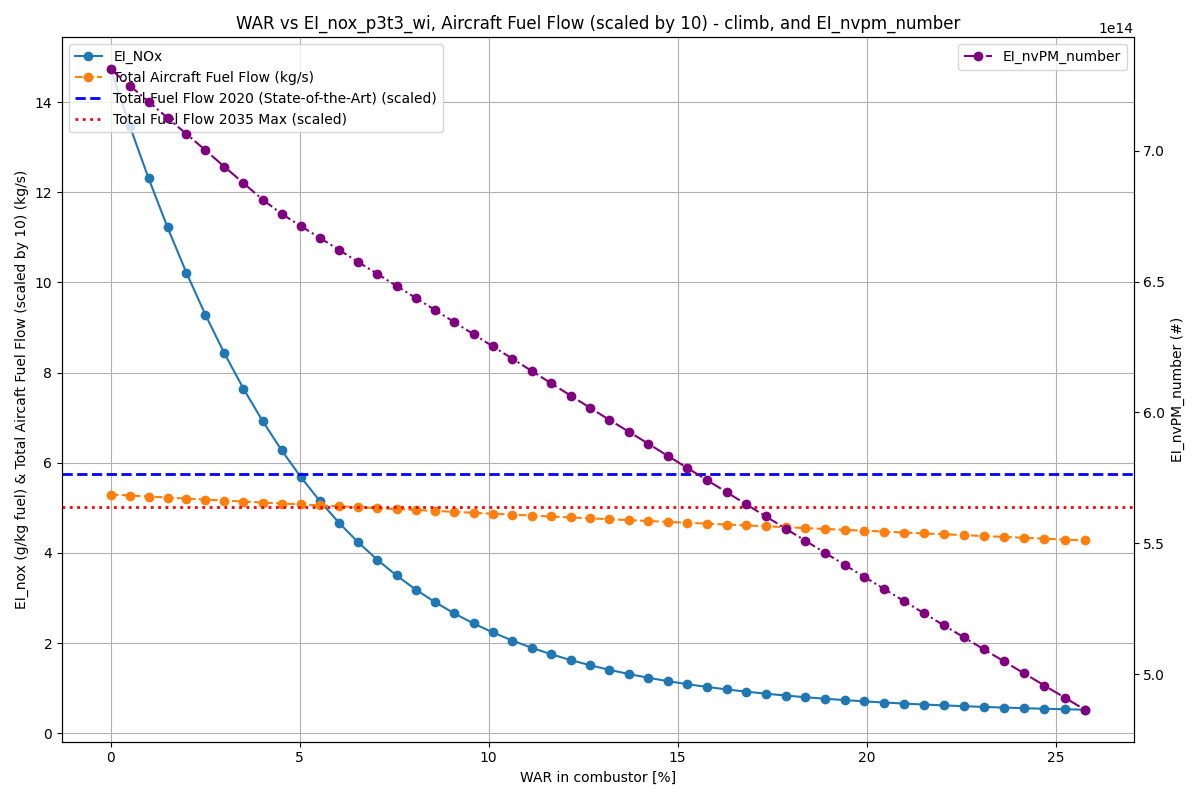 WAR vs EI_nox_p3t3_wi, Aircraft Fuel Flow (scaled by 10) - climb, and EI_nvpm_number
1e14
EI_NOx
Total Aircraft Fuel Flow (kg/s)
Total Fuel Flow 2020 (State-of-the-Art) (scaled)
Total Fuel Flow 2035 Max (scaled)
EI_nvPM_number
EI_nox (g/kg fuel) & Total Aircaft Fuel Flow (scaled by 10) (kg/s)
14
12
10
8
6
4
2
0
7.0
6.5
6.0
5.5
5.0
EI_nvPM_number (#)
0 5 10 15 20 25
WAR in combustor [%]